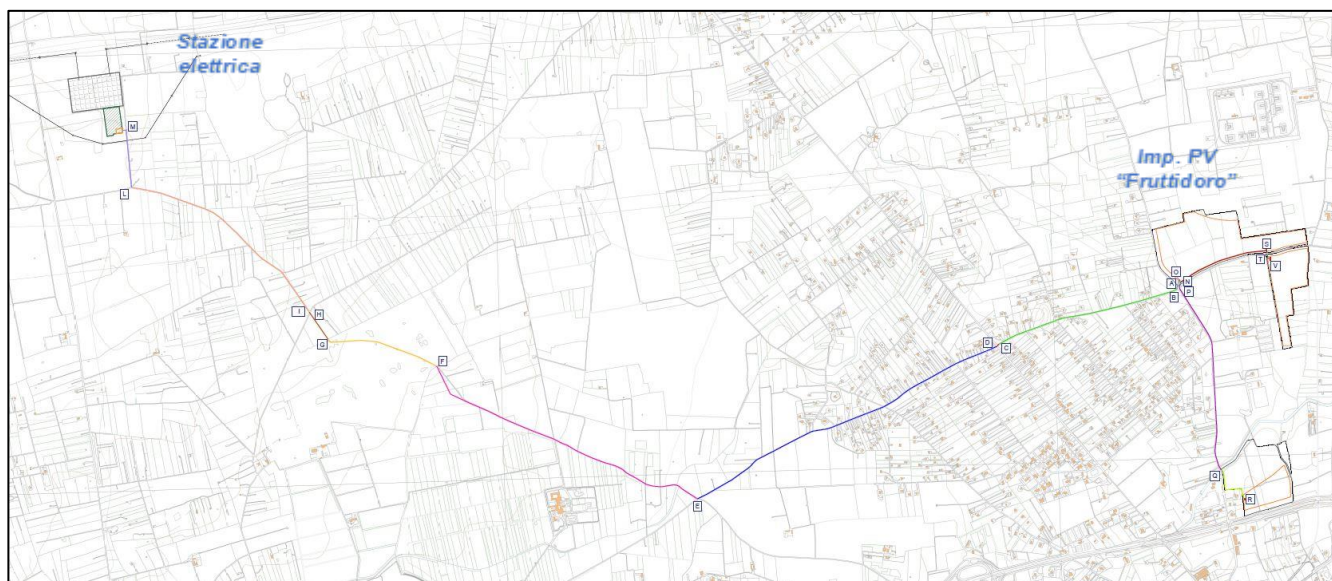 Stazione
elettrica
M
Imp. PV
"Fruttidoro"
L
S
T
V
O
N
A
P
B
I
H
G
D
C
F
Q
R
E